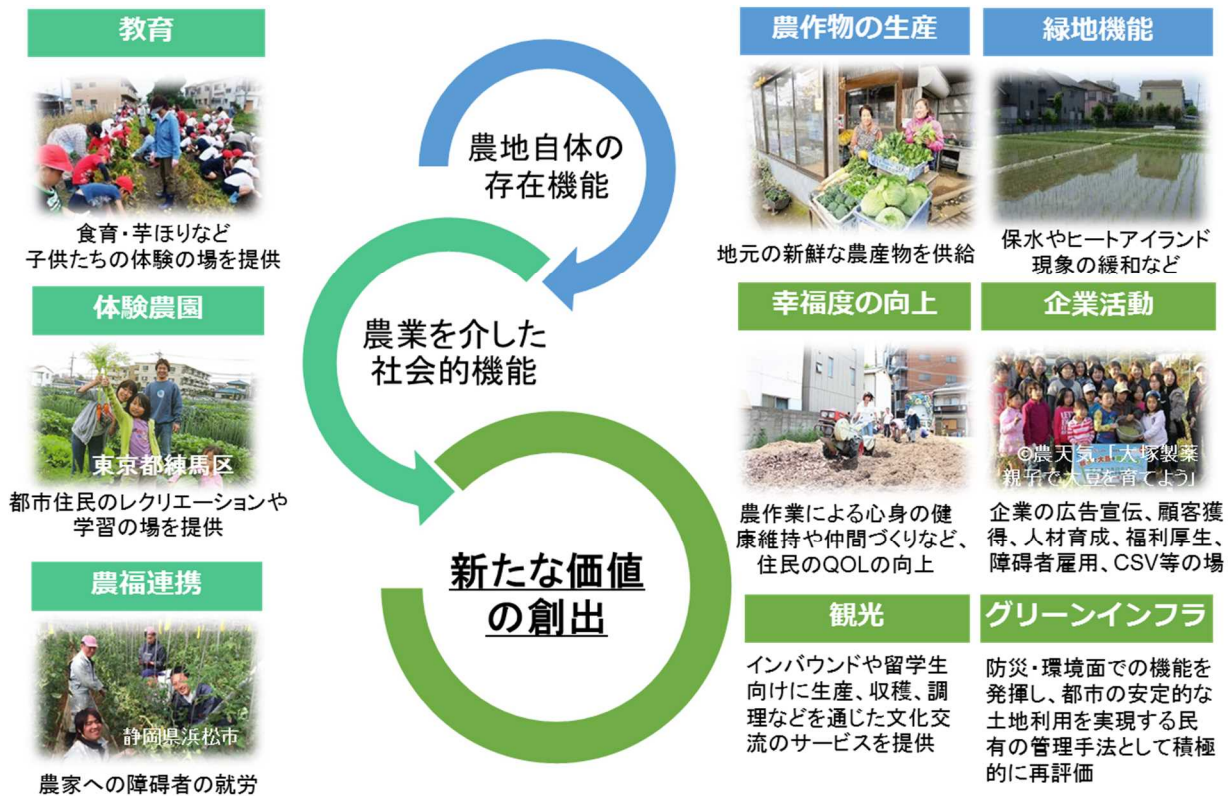 教育
食育・芋ほりなど
子供たちの体験の場を提供
体験農園
東京都練馬区
都市住民のレクリエーションや
学習の場を提供
農福連携
静岡県浜松市
農家への障碍者の就労
農地自体の
存在機能
農業を介した
社会的機能
新たな価値
の創出
農作物の生産
地元の新鮮な農産物を供給
緑地機能
保水やヒートアイランド
現象の緩和など
幸福度の向上
農作業による心身の健
康維持や仲間づくりなど、
住民のQOLの向上
企業活動
©農天気 「大塚製薬
親子で大豆を育てよう」
企業の広告宣伝、顧客獲
得、人材育成、福利厚生、
障碍者雇用、CSV等の場
観光
インバウンドや留学生
向けに生産、収穫、調
理などを通じた文化交
流のサービスを提供
グリーンインフラ
防災・環境面での機能を
発揮し、都市の安定的な
土地利用を実現する民
有の管理手法として積極
的に再評価